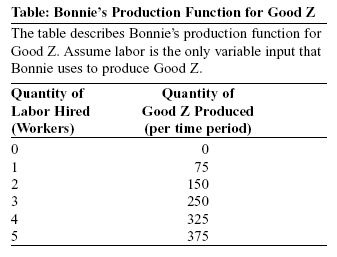 Table: Bonnie's Production Function for Good Z
The table describes Bonnie's production function for
Good Z. Assume labor is the only variable input that
Bonnie uses to produce Good Z.
Quantity of Quantity of
Labor Hired Good Z Produced
(Workers) (per time period)
0 0
1 75
2 150
3 250
4 325
5 375